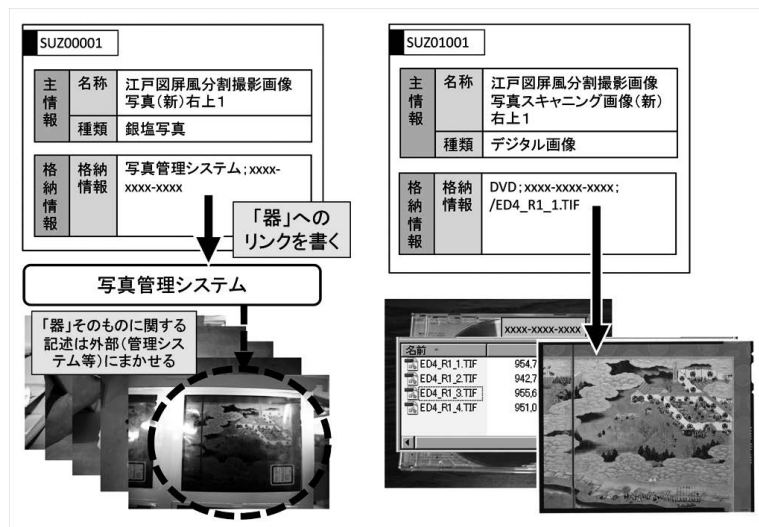 SUZ00001
主情報
名称
江戸図屏風分割撮影画像
写真(新)右上1
種類
銀塩写真
格納情報
格納情報
写真管理システム;xxxx-
xxxx-xxxx
「器」への
リンクを書く
写真管理システム
「器」そのものに関する
記述は外部(管理シス
テム等)にまかせる
SUZ01001
主情報
名称
江戸図屏風分割撮影画像
写真スキャニング画像(新)
右上1
種類
デジタル画像
格納情報
格納情報
DVD;xxxx-xxxx-xxxx;
/ED4_R1_1.TIF
xxxx-xxxx-xxxx
名前
ED4_R1_1.TIF 954,7
ED4_R1_2.TIF 942,7
ED4_R1_3.TIF 955,6
ED4_R1_4.TIF 951,0